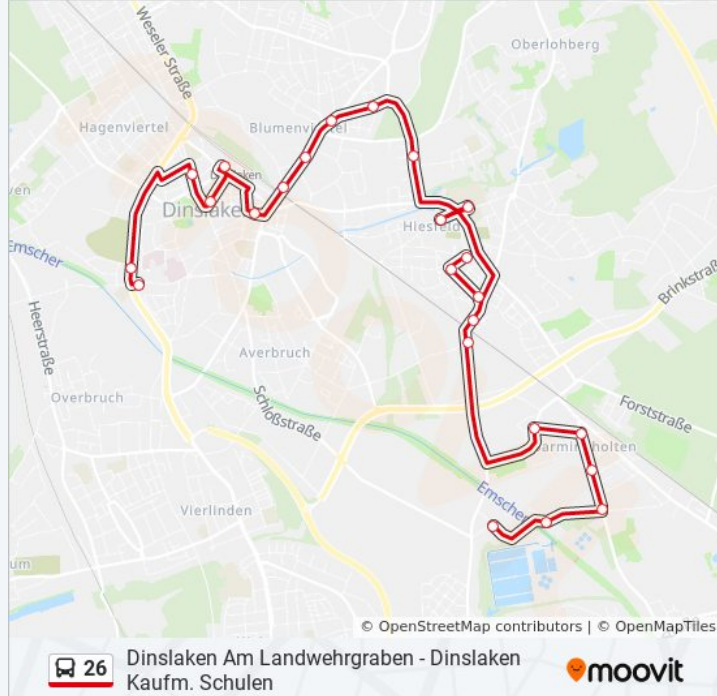 Weseler Straße
Oberlohberg
Hagenviertel
Blumenviertel
Dinslaken
Hiesfeld
Emscher
Brinkstraße
Heerstraße
Averbruch
Overbruch
Schloßstraße
Forststraße
Barmingholten
Emscher
Vierlinden
© OpenStreetMap contributors | © OpenMapTiles
26
Dinslaken Am Landwehrgraben - Dinslaken
Kaufm. Schulen
moovit